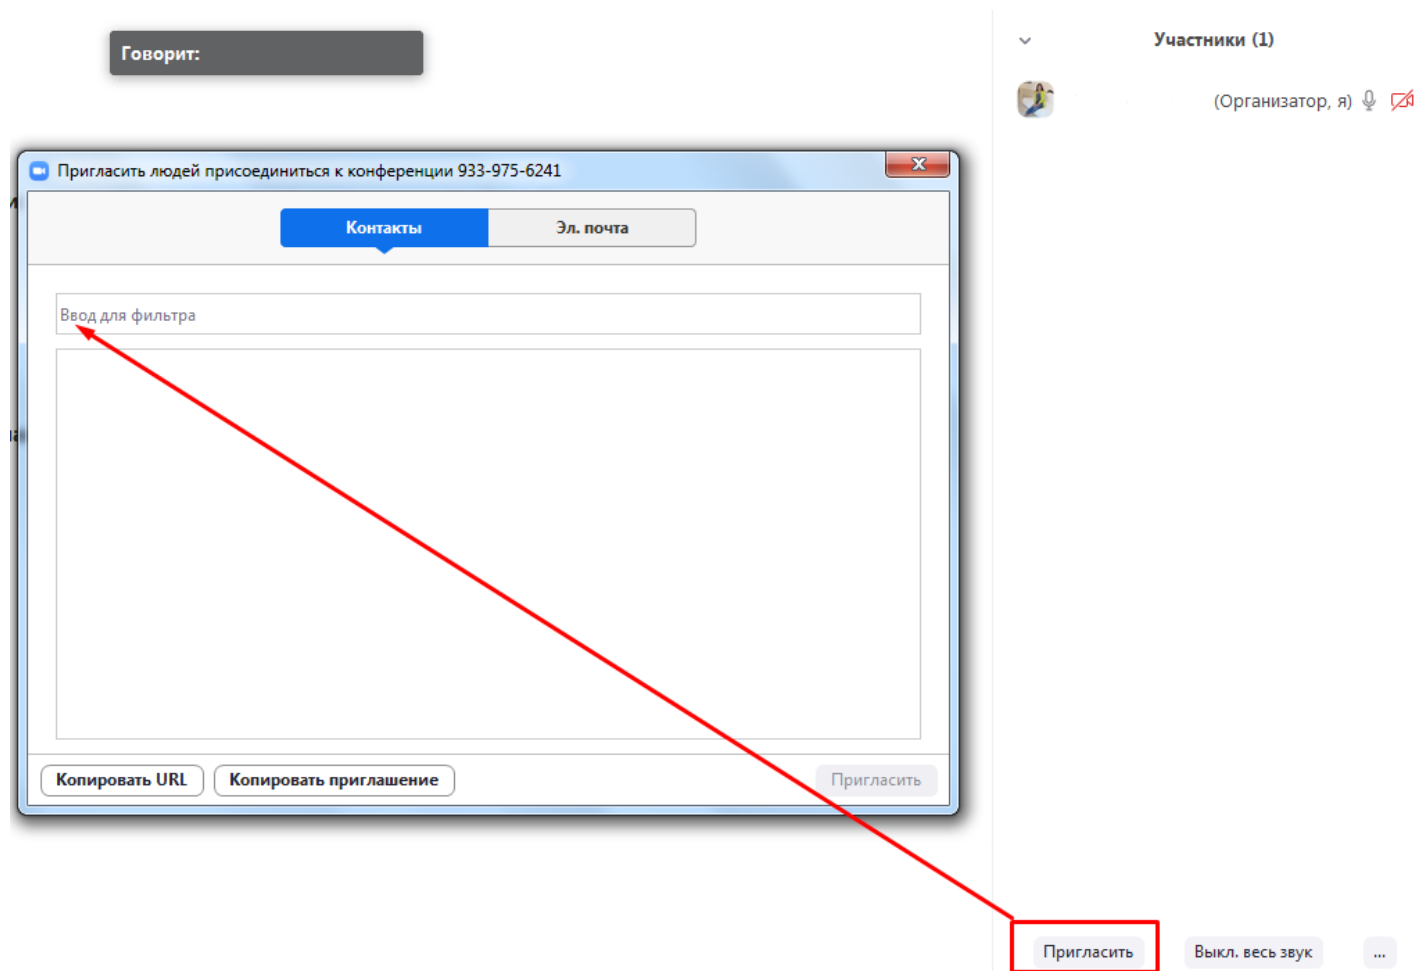 Говорит:
Участники (1)
(Организатор, я)
Пригласить людей присоединиться к конференции 933-975-6241
Контакты
Эл. почта
Ввод для фильтра
Копировать URL
Копировать приглашение
Пригласить
Пригласить
Выкл. весь звук
...